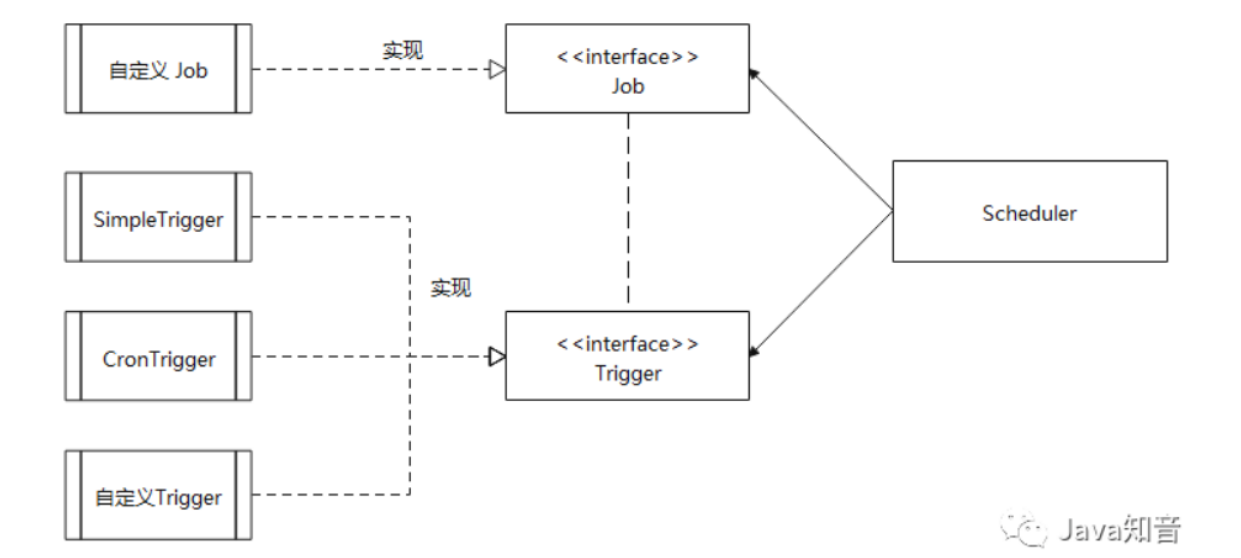 自定义 Job
实现
<<interface>>
Job
SimpleTrigger
Scheduler
实现
CronTrigger
<<interface>>
Trigger
自定义Trigger
Java知音